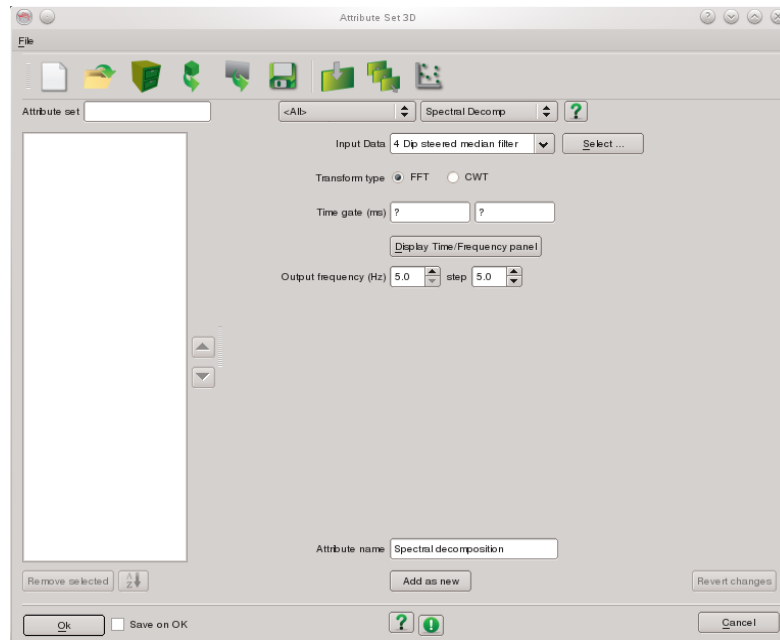 Attribute Set 3D
File
Attribute set <All> Spectral Decomp ?
Input Data 4 Dip steered median filter Select ...
Transform type FFT CWT
Time gate (ms) ? ?
Display Time/Frequency panel
Output frequency (Hz) 5.0 step 5.0
Attribute name Spectral decomposition
Remove selected A Z Add as new Revert changes
Ok Save on OK ? ! Cancel